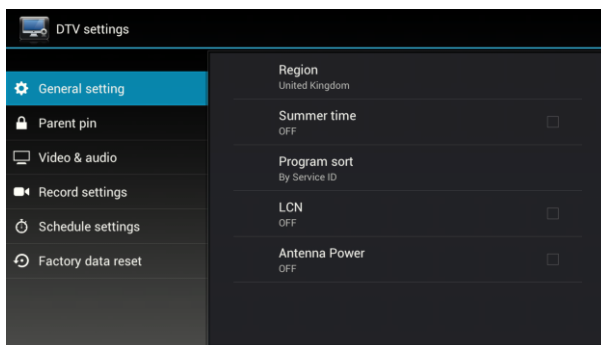 DTV settings
General setting
Parent pin
Video & audio
Record settings
Schedule settings
Factory data reset
Region
United Kingdom
Summer time
OFF
Program sort
By Service ID
LCN
OFF
Antenna Power
OFF